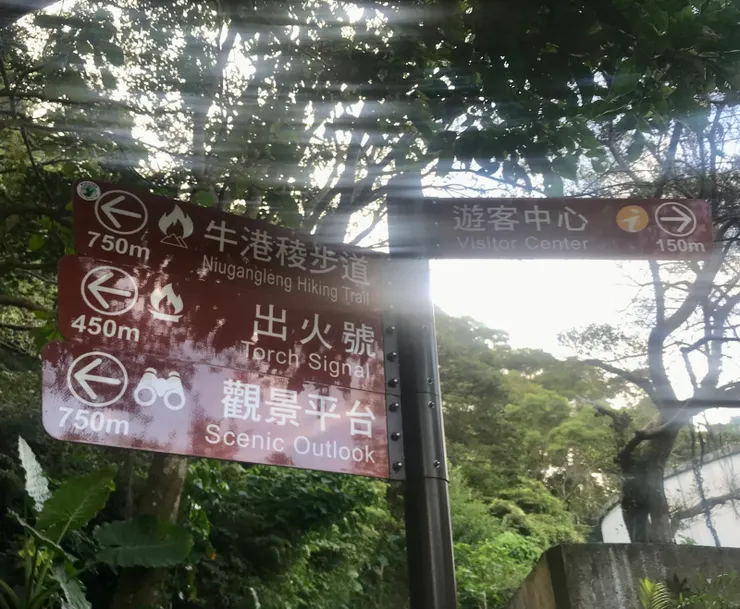 牛港稜步道
Niugangleng Hiking Trail
750m
出火號
Torch Signal
450m
觀景平台
Scenic Outlook
750m
遊客中心
Visitor Center
150m